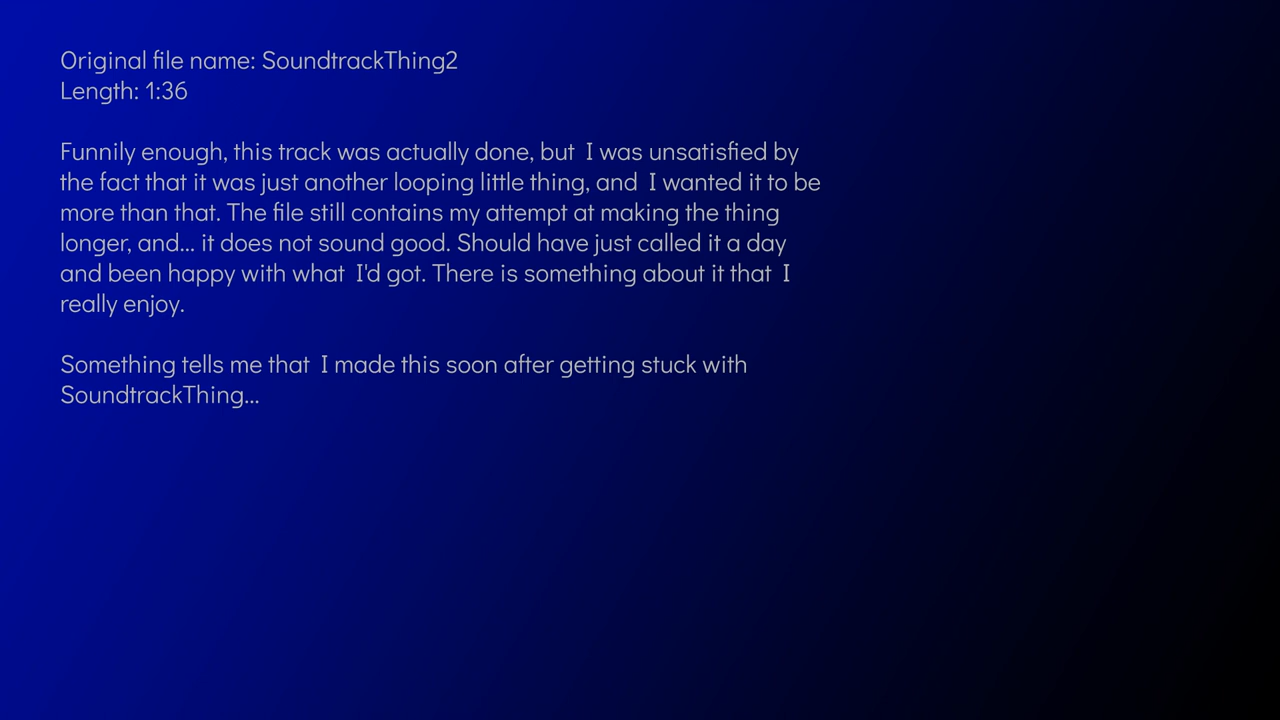 Original file name: SoundtrackThing2
Length: 1:36
Funnily enough, this track was actually done, but I was unsatisfied by
the fact that it was just another looping little thing, and I wanted it to be
more than that. The file still contains my attempt at making the thing
longer, and... it does not sound good. Should have just called it a day
and been happy with what I'd got. There is something about it that I
really enjoy.
Something tells me that I made this soon after getting stuck with
SoundtrackThing...